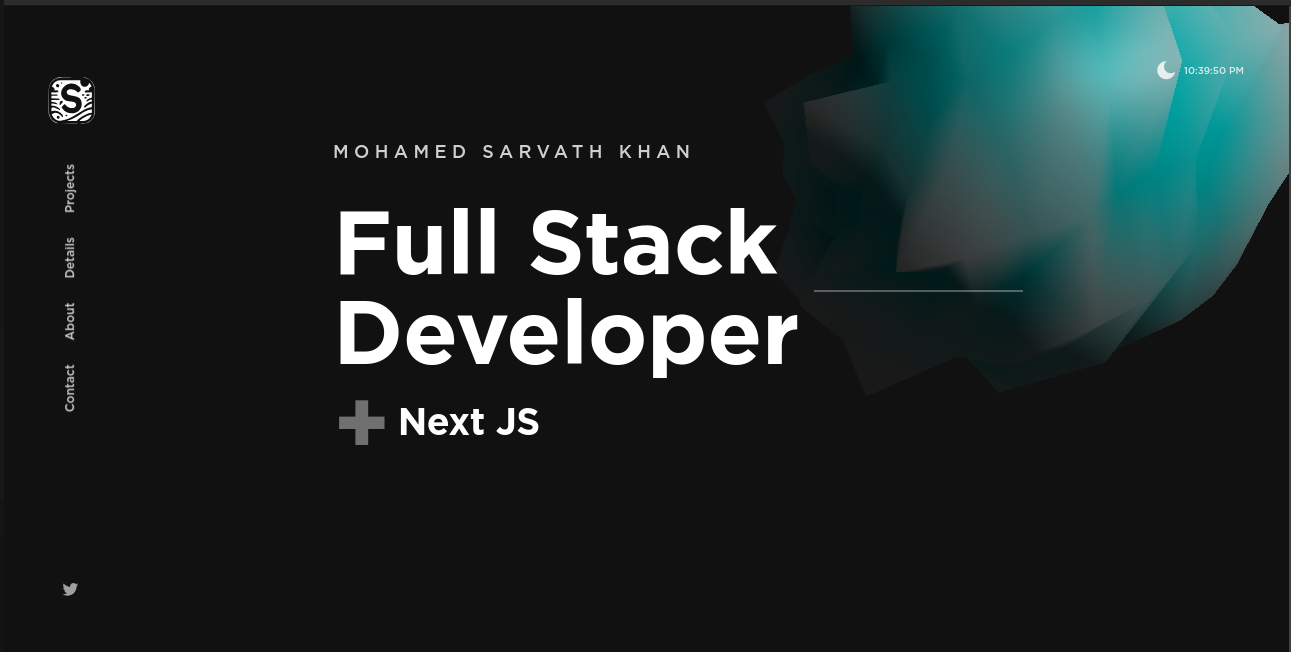 S
Projects
Details
About
Contact
10:39:50 PM
MOHAMED SARVATH KHAN
Full Stack
Developer
Next JS